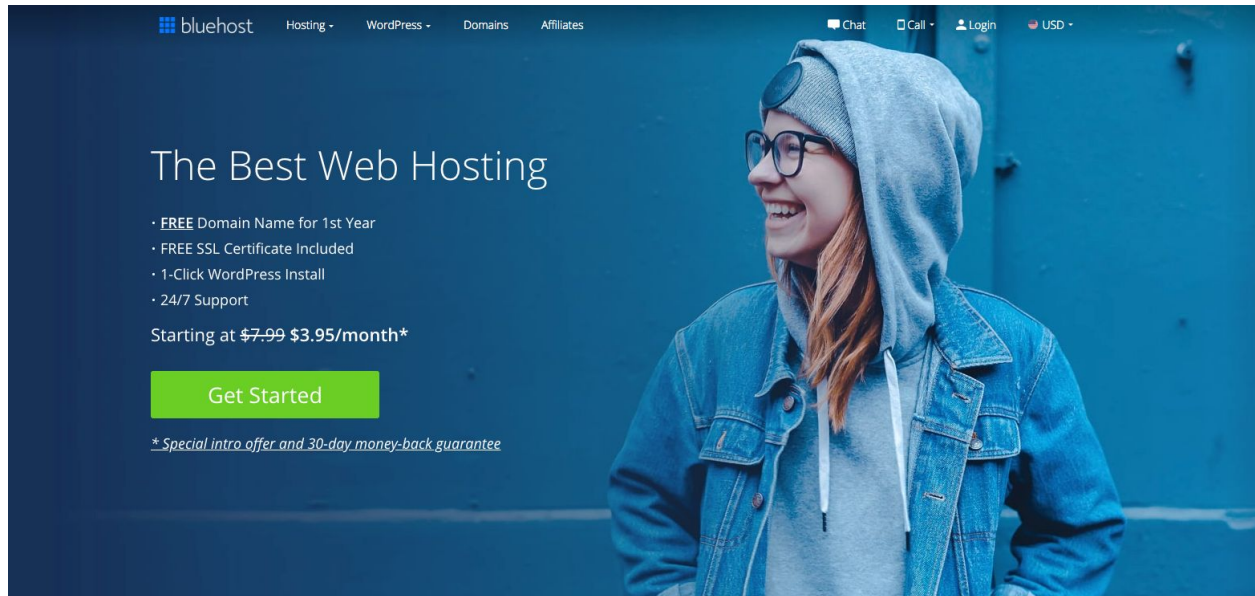 bluehost Hosting WordPress Domains Affiliates Chat Call Login USD
The Best Web Hosting
· FREE Domain Name for 1st Year
· FREE SSL Certificate Included
· 1-Click WordPress Install
· 24/7 Support
Starting at $7.99 $3.95/month*
Get Started
* Special intro offer and 30-day money-back guarantee